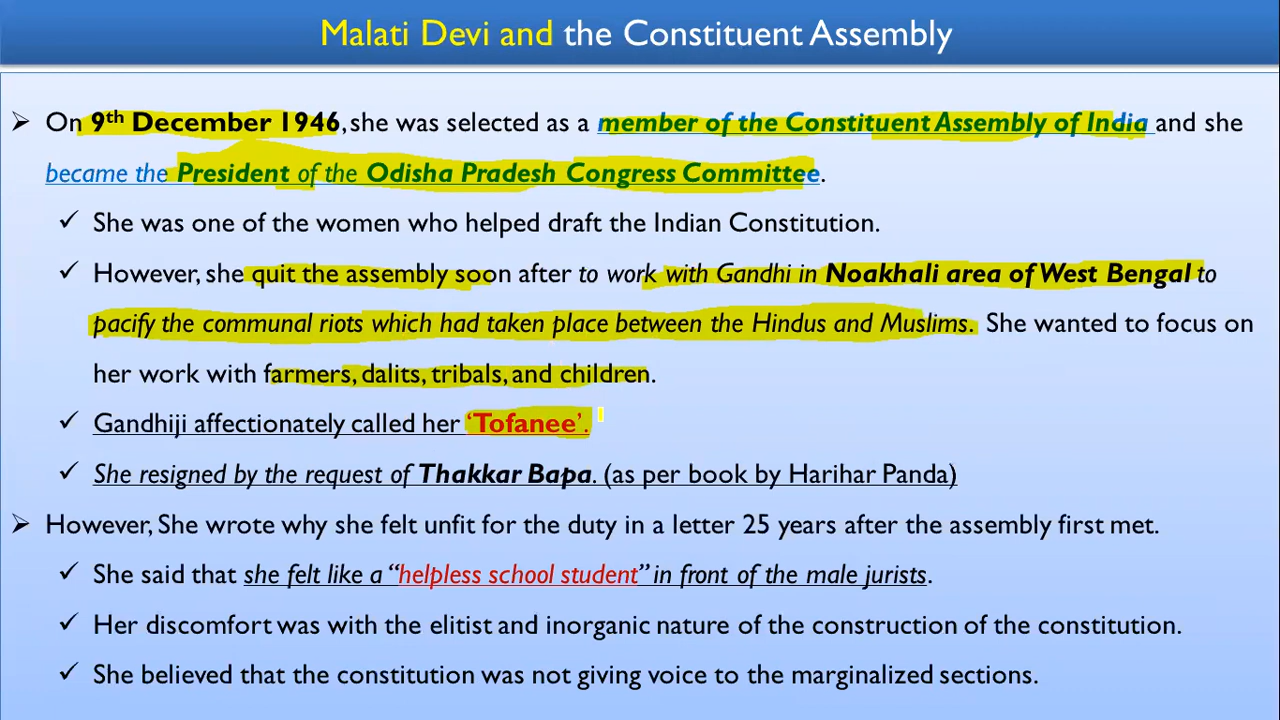 Malati Devi and the Constituent Assembly
➢ On 9th December 1946, she was selected as a member of the Constituent Assembly of India and she
became the President of the Odisha Pradesh Congress Committee.
✓ She was one of the women who helped draft the Indian Constitution.
✓ However, she quit the assembly soon after to work with Gandhi in Noakhali area of West Bengal to
pacify the communal riots which had taken place between the Hindus and Muslims. She wanted to focus on
her work with farmers, dalits, tribals, and children.
✓ Gandhiji affectionately called her ‘Tofanee’.
✓ She resigned by the request of Thakkar Bapa. (as per book by Harihar Panda)
➢ However, She wrote why she felt unfit for the duty in a letter 25 years after the assembly first met.
✓ She said that she felt like a “helpless school student” in front of the male jurists.
✓ Her discomfort was with the elitist and inorganic nature of the construction of the constitution.
✓ She believed that the constitution was not giving voice to the marginalized sections.